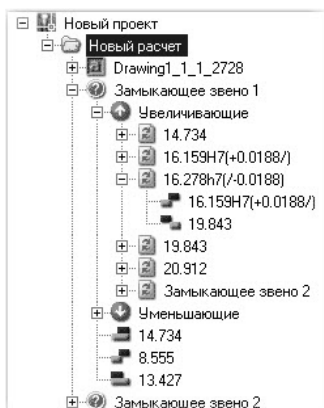 Новый проект
Новый расчет
Drawing1_1_1_2728
Замыкающее звено 1
Увеличивающие
14.734
16.159H7(+0.0188/)
16.278h7(/-0.0188)
16.159H7(+0.0188/)
19.843
19.843
20.912
Замыкающее звено 2
Уменьшающие
14.734
8.555
13.427
Замыкающее звено 2